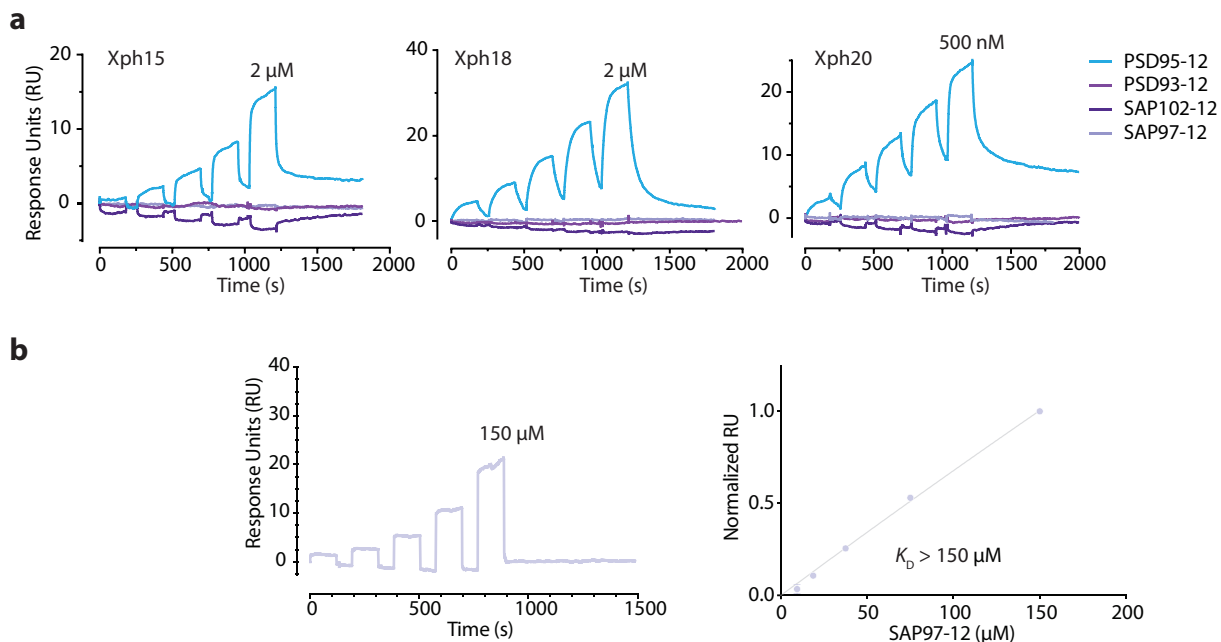 a
Xph15
2 μM
Response Units (RU)
20
10
0
0
500
1000
1500
2000
Time (s)
Xph18
2 μM
40
20
0
0
500
1000
1500
2000
Time (s)
Xph20
500 nM
20
10
0
0
500
1000
1500
2000
Time (s)
PSD95-12
PSD93-12
SAP102-12
SAP97-12
b
Response Units (RU)
40
30
20
10
0
150 μM
0
500
1000
1500
Time (s)
Normalized RU
1.0
0.5
0.0
KD > 150 μM
0
50
100
150
200
SAP97-12 (μM)